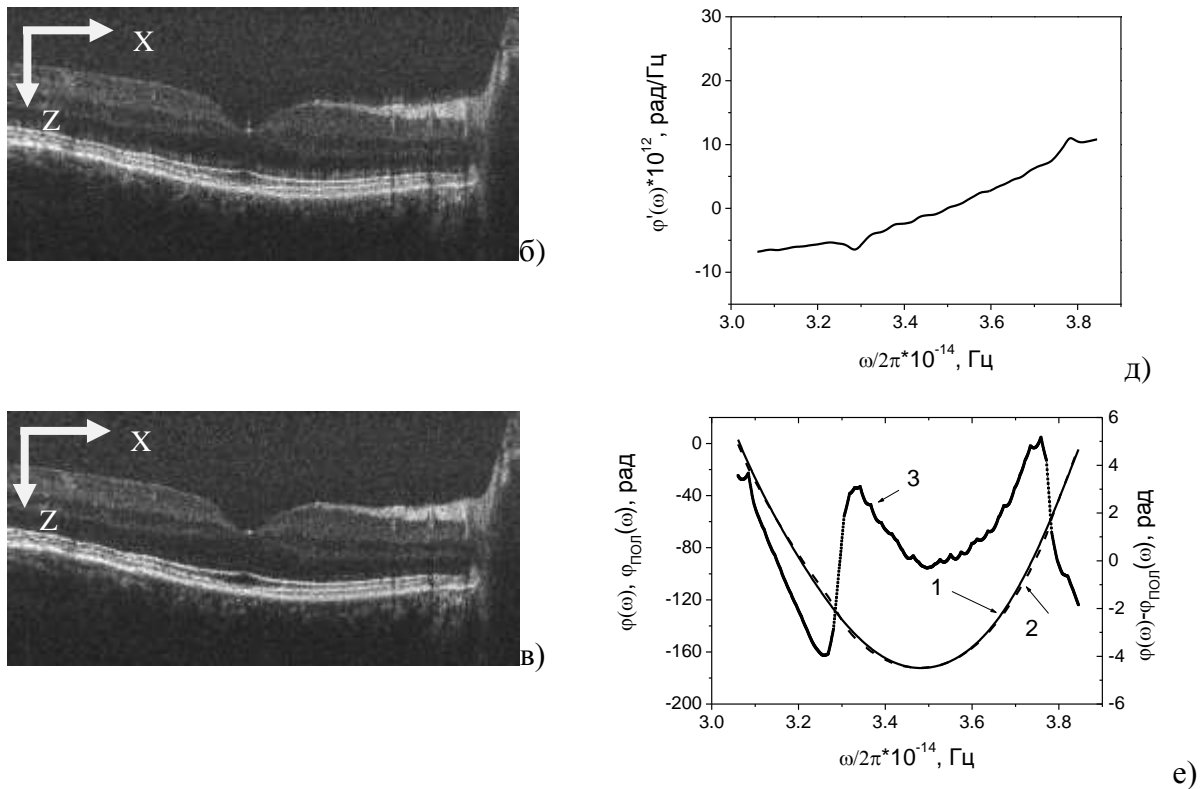 X
Z
б)
30
20
10
0
-10
3.0 3.2 3.4 3.6 3.8
φ'(ω)*10¹², рад/Гц
ω/2π*10⁻¹⁴, Гц
д)
X
Z
в)
0
-40
-80
-120
-160
-200
φ(ω), φПОЛ(ω), рад
3
1
2
6
4
2
0
-2
-4
-6
φ(ω)-φПОЛ(ω), рад
3.0 3.2 3.4 3.6 3.8
ω/2π*10⁻¹⁴, Гц
е)